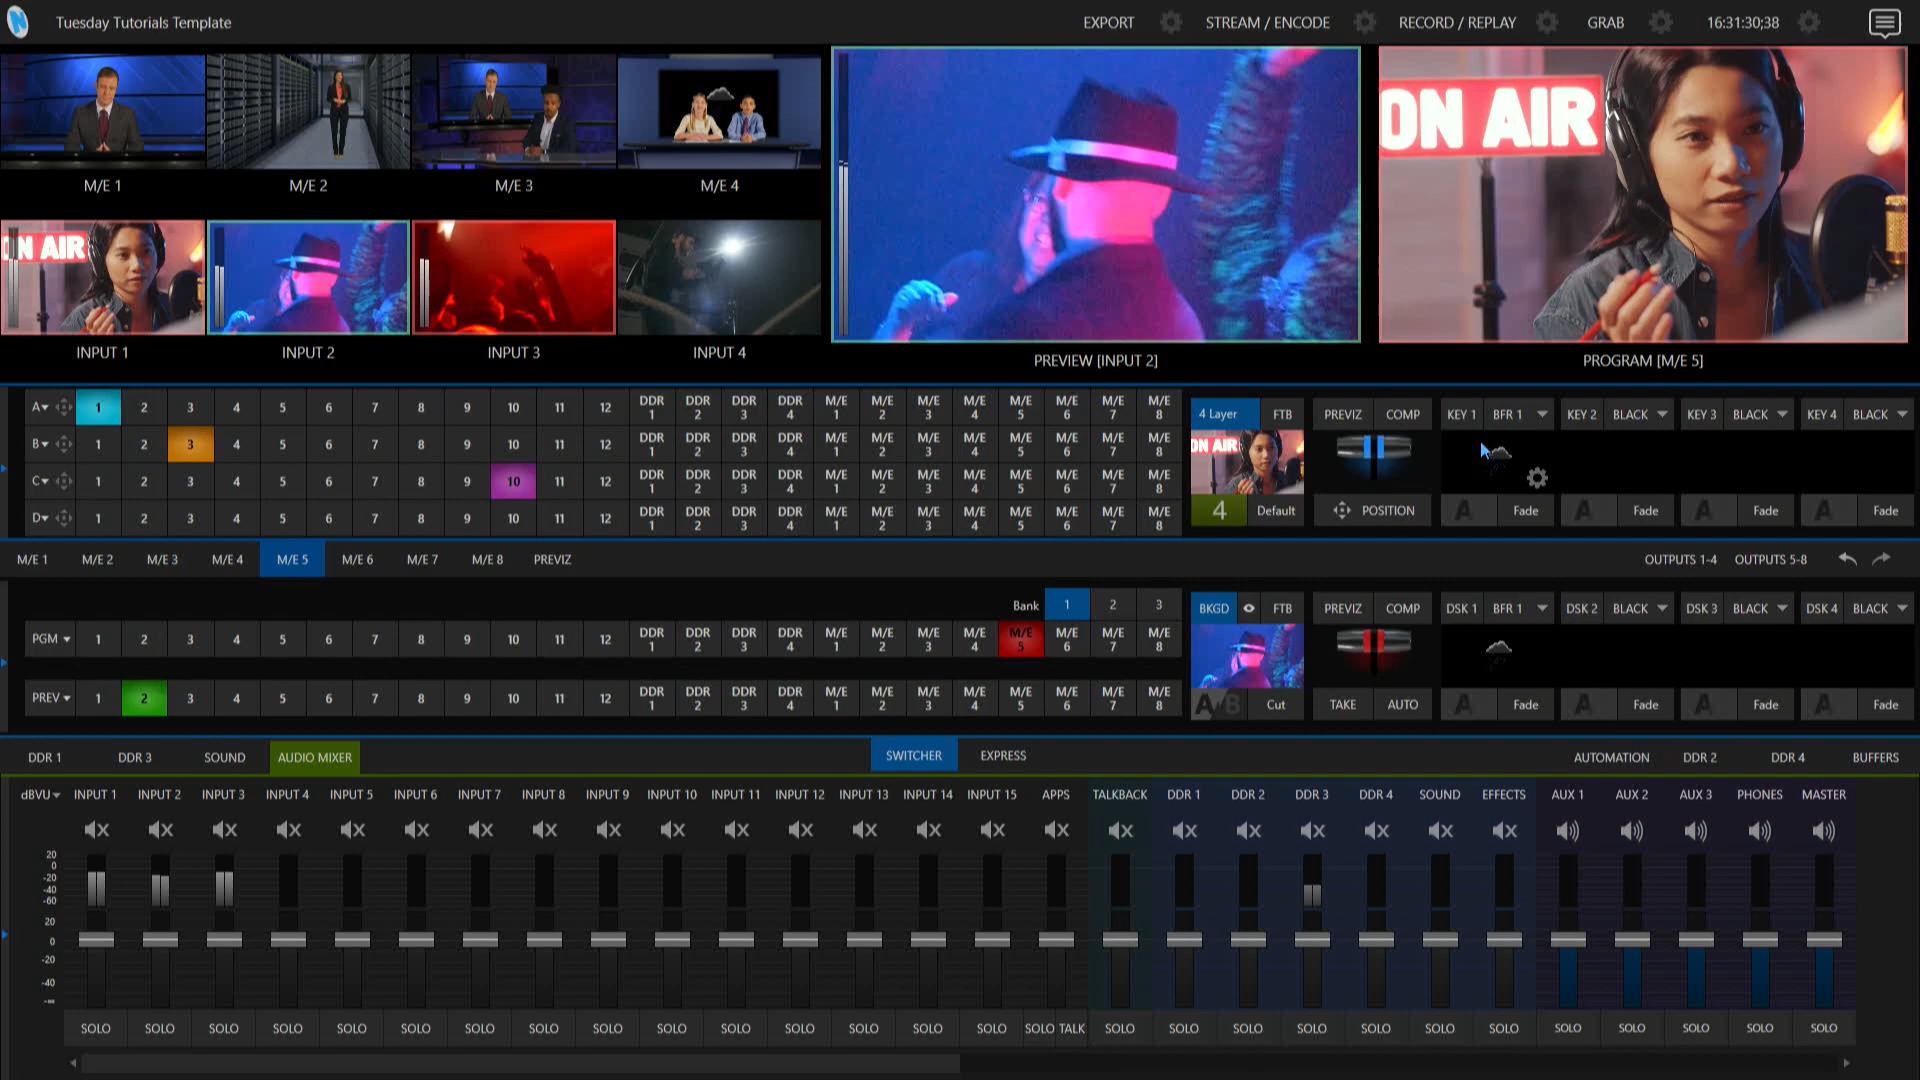 Tuesday Tutorials Template
EXPORT STREAM / ENCODE RECORD / REPLAY GRAB 16:31:30;38
ON AIR
M/E 1 M/E 2 M/E 3 M/E 4
N AIR
INPUT 1 INPUT 2 INPUT 3 INPUT 4 PREVIEW [INPUT 2] PROGRAM [M/E 5]
A 1 2 3 4 5 6 7 8 9 10 11 12 DDR 1 DDR 2 DDR 3 DDR 4 M/E 1 M/E 2 M/E 3 M/E 4 M/E 5 M/E 6 M/E 7 M/E 8
4 Layer FTB PREVIZ COMP KEY 1 BFR 1 KEY 2 BLACK KEY 3 BLACK KEY 4 BLACK
B 1 2 3 4 5 6 7 8 9 10 11 12 DDR 1 DDR 2 DDR 3 DDR 4 M/E 1 M/E 2 M/E 3 M/E 4 M/E 5 M/E 6 M/E 7 M/E 8
ON AIR
C 1 2 3 4 5 6 7 8 9 10 11 12 DDR 1 DDR 2 DDR 3 DDR 4 M/E 1 M/E 2 M/E 3 M/E 4 M/E 5 M/E 6 M/E 7 M/E 8
D 1 2 3 4 5 6 7 8 9 10 11 12 DDR 1 DDR 2 DDR 3 DDR 4 M/E 1 M/E 2 M/E 3 M/E 4 M/E 5 M/E 6 M/E 7 M/E 8
4 Default POSITION A Fade A Fade A Fade A Fade
M/E 1 M/E 2 M/E 3 M/E 4 M/E 5 M/E 6 M/E 7 M/E 8 PREVIZ OUTPUTS 1-4 OUTPUTS 5-8
Bank 1 2 3 BKGD FTB PREVIZ COMP DSK 1 BFR 1 DSK 2 BLACK DSK 3 BLACK DSK 4 BLACK
PGM 1 2 3 4 5 6 7 8 9 10 11 12 DDR 1 DDR 2 DDR 3 DDR 4 M/E 1 M/E 2 M/E 3 M/E 4 M/E 5 M/E 6 M/E 7 M/E 8
PREV 1 2 3 4 5 6 7 8 9 10 11 12 DDR 1 DDR 2 DDR 3 DDR 4 M/E 1 M/E 2 M/E 3 M/E 4 M/E 5 M/E 6 M/E 7 M/E 8
A B Cut TAKE AUTO A Fade A Fade A Fade A Fade
DDR 1 DDR 3 SOUND AUDIO MIXER SWITCHER EXPRESS AUTOMATION DDR 2 DDR 4 BUFFERS
dBVU INPUT 1 INPUT 2 INPUT 3 INPUT 4 INPUT 5 INPUT 6 INPUT 7 INPUT 8 INPUT 9 INPUT 10 INPUT 11 INPUT 12 INPUT 13 INPUT 14 INPUT 15 APPS TALKBACK DDR 1 DDR 2 DDR 3 DDR 4 SOUND EFFECTS AUX 1 AUX 2 AUX 3 PHONES MASTER
20
0
-20
-40
-60
20
0
-20
-40
-∞
SOLO SOLO SOLO SOLO SOLO SOLO SOLO SOLO SOLO SOLO SOLO SOLO SOLO SOLO SOLO SOLO TALK SOLO SOLO SOLO SOLO SOLO SOLO SOLO SOLO SOLO SOLO SOLO SOLO